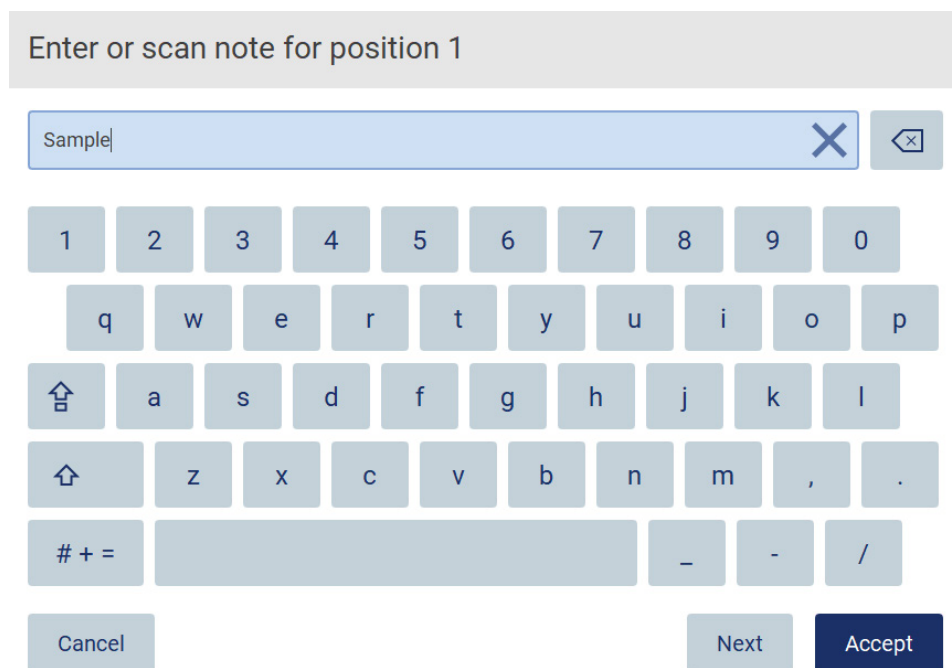 Enter or scan note for position 1
Sample
1 2 3 4 5 6 7 8 9 0
q w e r t y u i o p
a s d f g h j k l
z x c v b n m , .
# + = _ - /
Cancel Next Accept